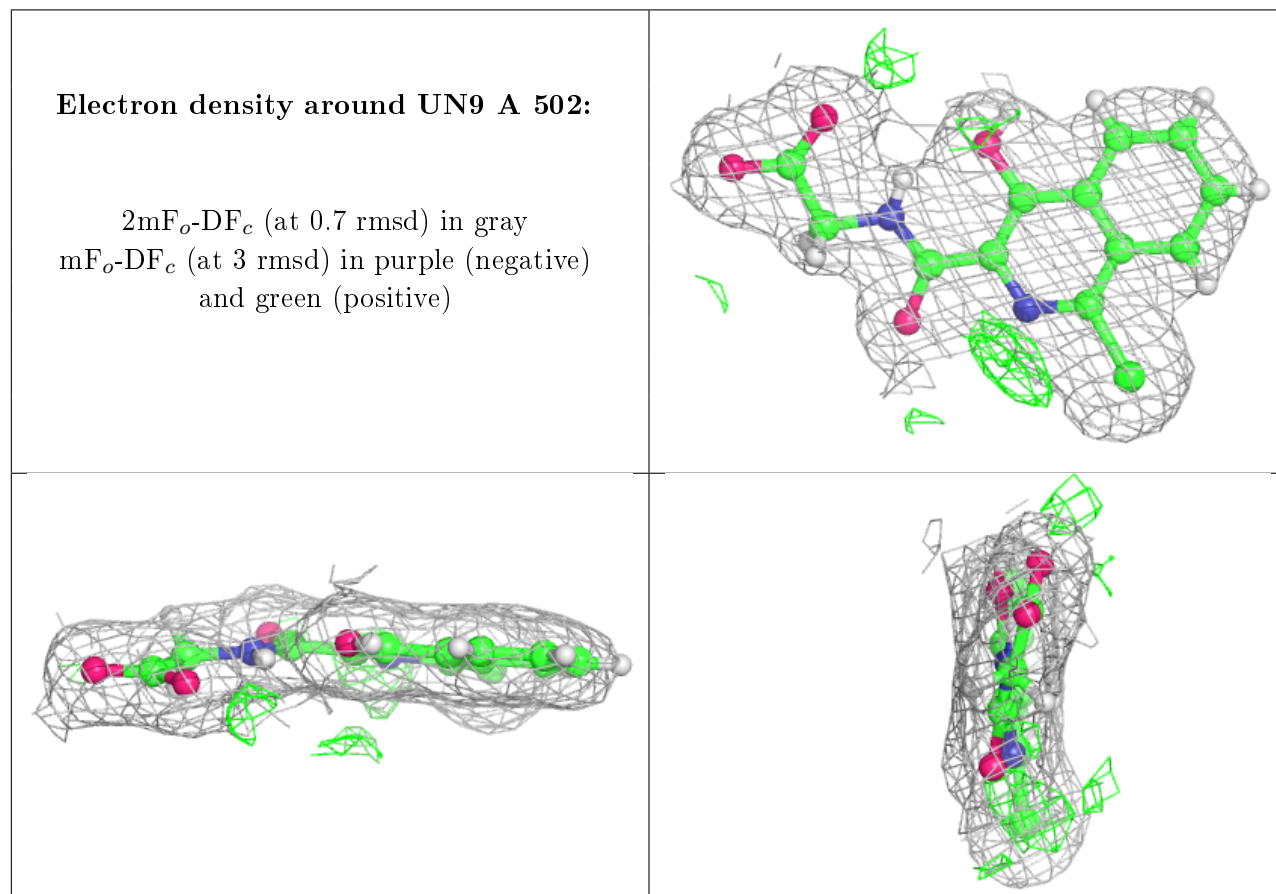 Electron density around UN9 A 502:
2mFₒ-DF𝒸 (at 0.7 rmsd) in gray
mFₒ-DF𝒸 (at 3 rmsd) in purple (negative)
and green (positive)